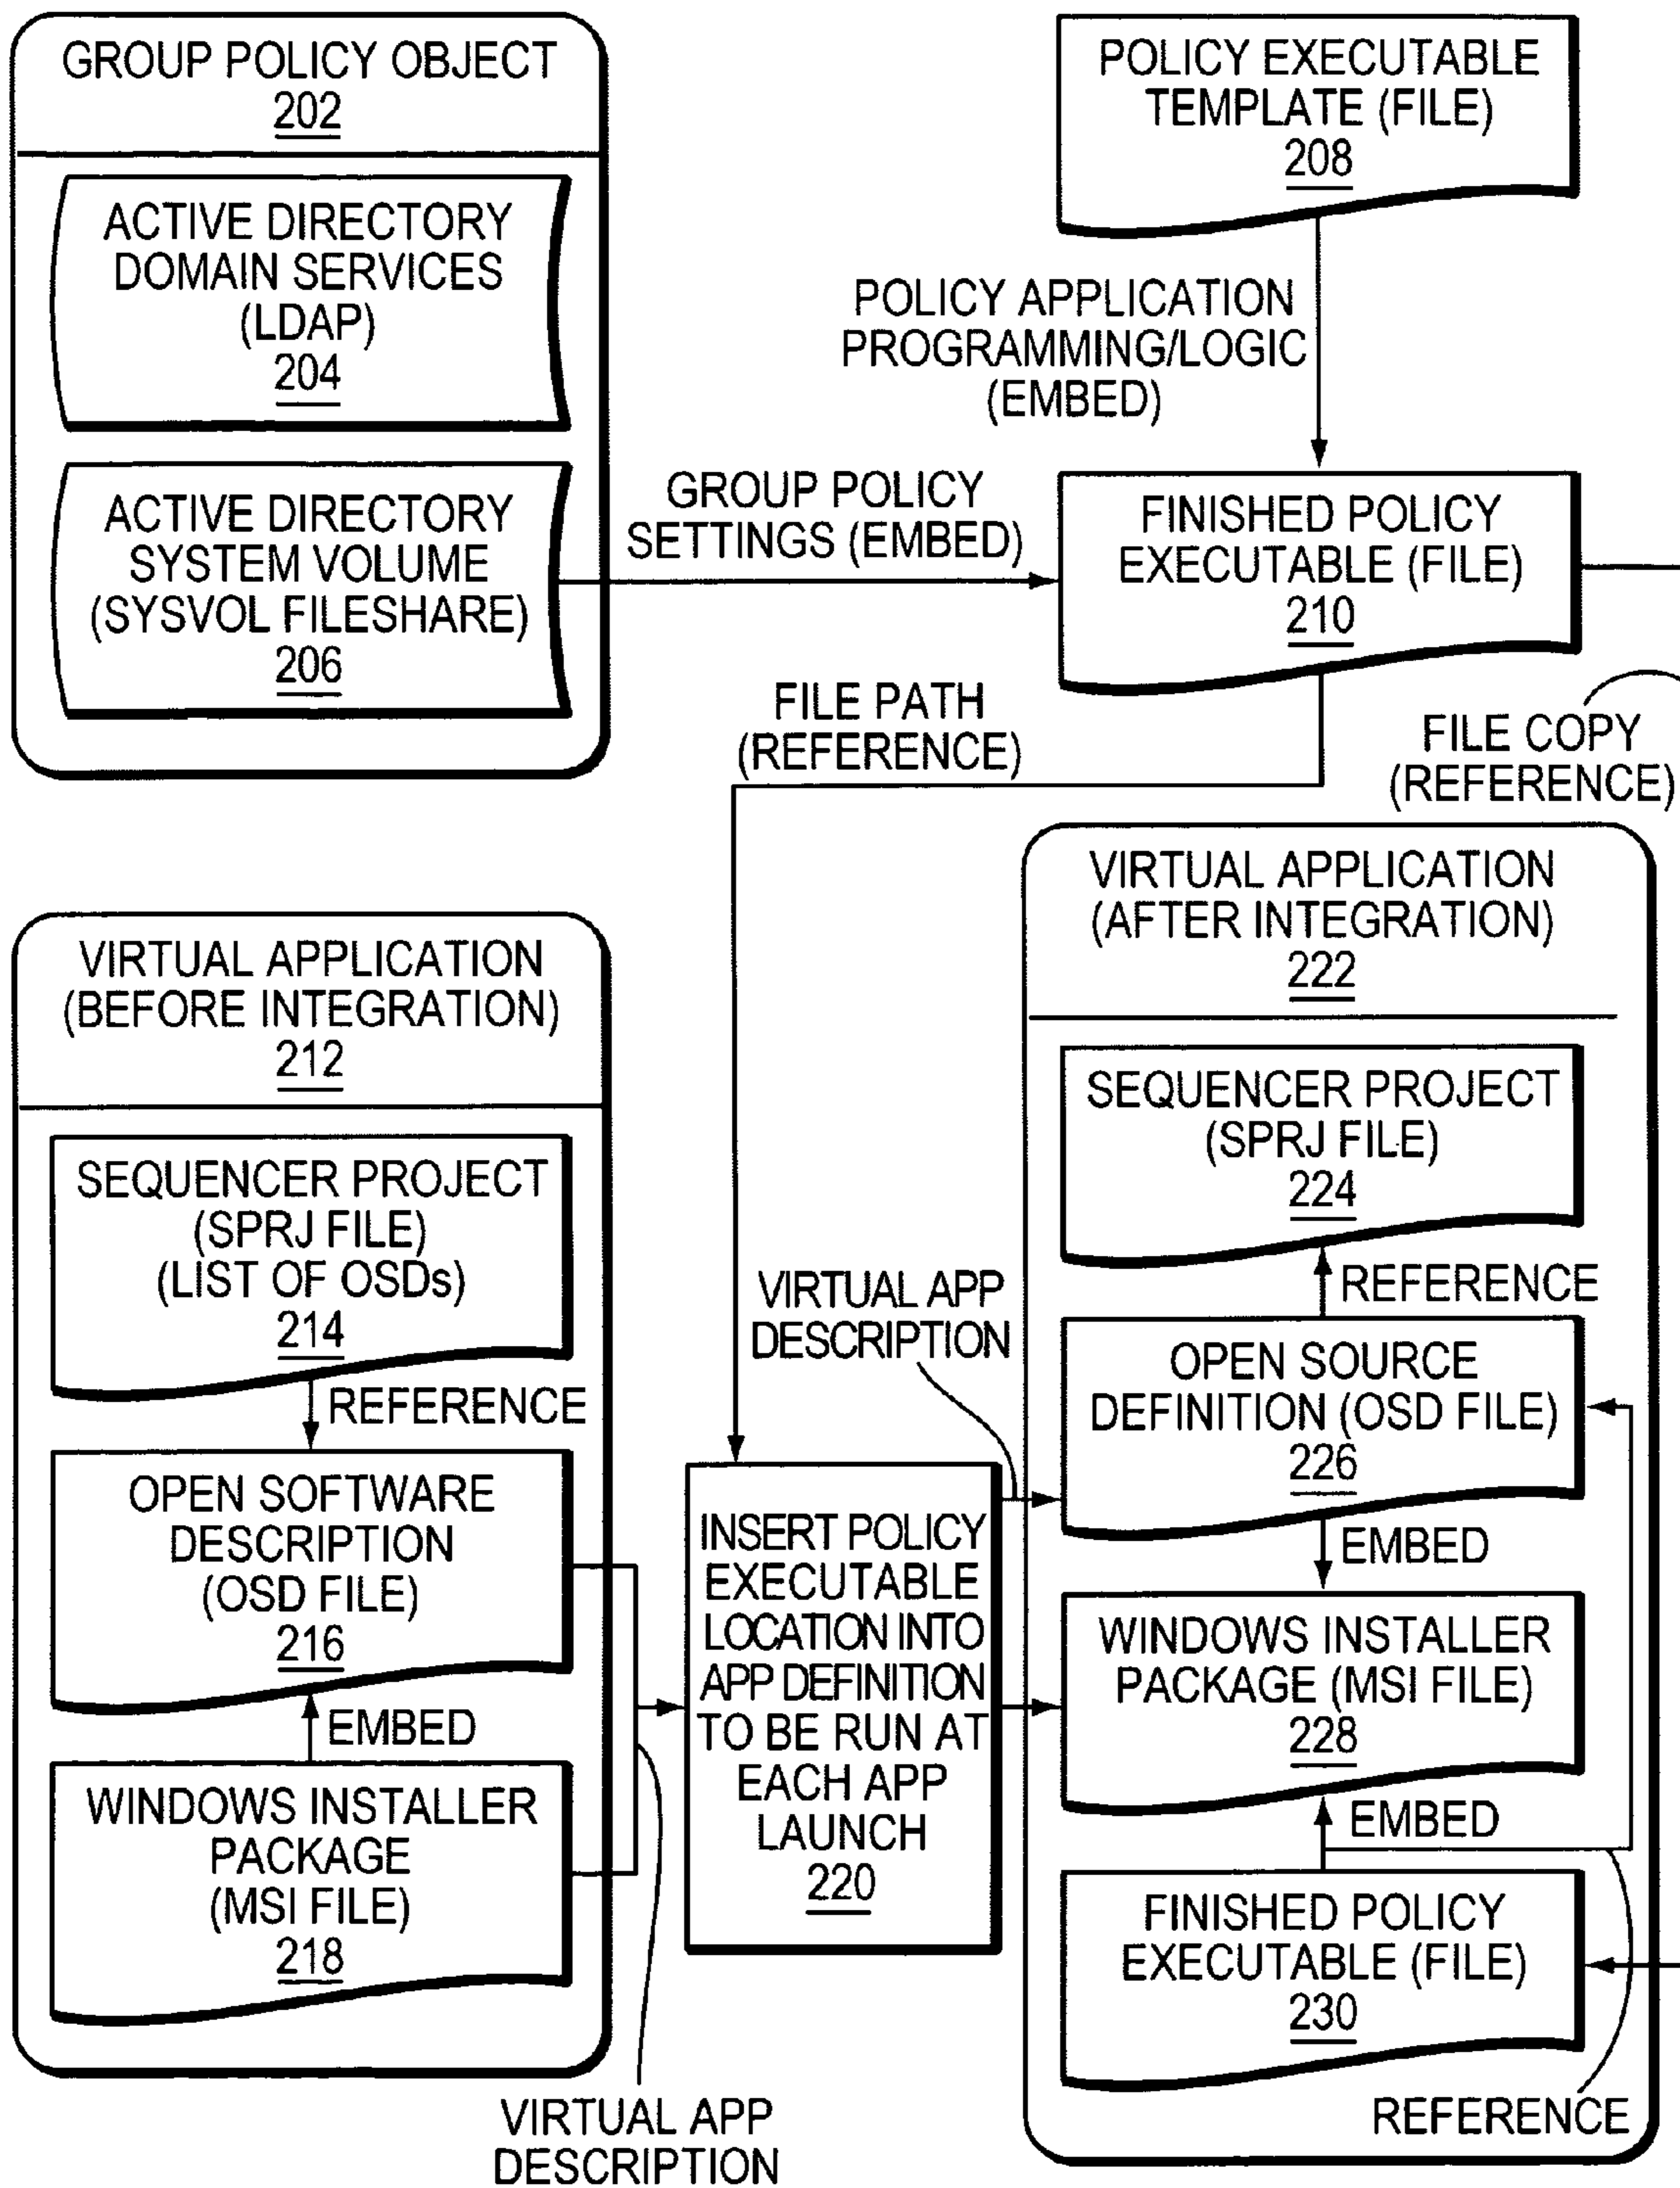 GROUP POLICY OBJECT
202
ACTIVE DIRECTORY
DOMAIN SERVICES
(LDAP)
204
ACTIVE DIRECTORY
SYSTEM VOLUME
(SYSVOL FILESHARE)
206
POLICY EXECUTABLE
TEMPLATE (FILE)
208
POLICY APPLICATION
PROGRAMMING/LOGIC
(EMBED)
GROUP POLICY
SETTINGS (EMBED)
FINISHED POLICY
EXECUTABLE (FILE)
210
FILE PATH
(REFERENCE)
FILE COPY
(REFERENCE)
VIRTUAL APPLICATION
(BEFORE INTEGRATION)
212
SEQUENCER PROJECT
(SPRJ FILE)
(LIST OF OSDs)
214
REFERENCE
OPEN SOFTWARE
DESCRIPTION
(OSD FILE)
216
EMBED
WINDOWS INSTALLER
PACKAGE
(MSI FILE)
218
VIRTUAL APP
DESCRIPTION
INSERT POLICY
EXECUTABLE
LOCATION INTO
APP DEFINITION
TO BE RUN AT
EACH APP
LAUNCH
220
VIRTUAL APP
DESCRIPTION
VIRTUAL APPLICATION
(AFTER INTEGRATION)
222
SEQUENCER PROJECT
(SPRJ FILE)
224
REFERENCE
OPEN SOURCE
DEFINITION (OSD FILE)
226
EMBED
WINDOWS INSTALLER
PACKAGE (MSI FILE)
228
EMBED
FINISHED POLICY
EXECUTABLE (FILE)
230
REFERENCE